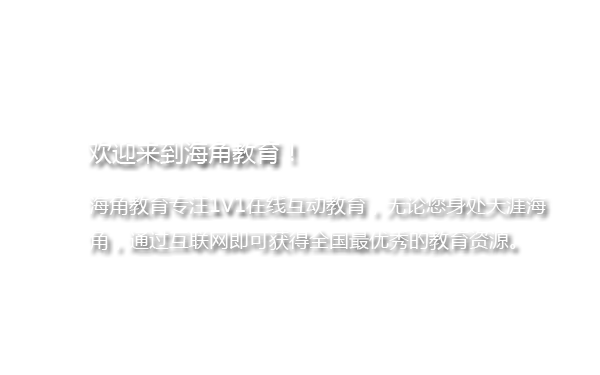 欢迎来到海角教育！
海角教育专注1V1在线互动教育，无论您身处天涯海
角，通过互联网即可获得全国最优秀的教育资源。